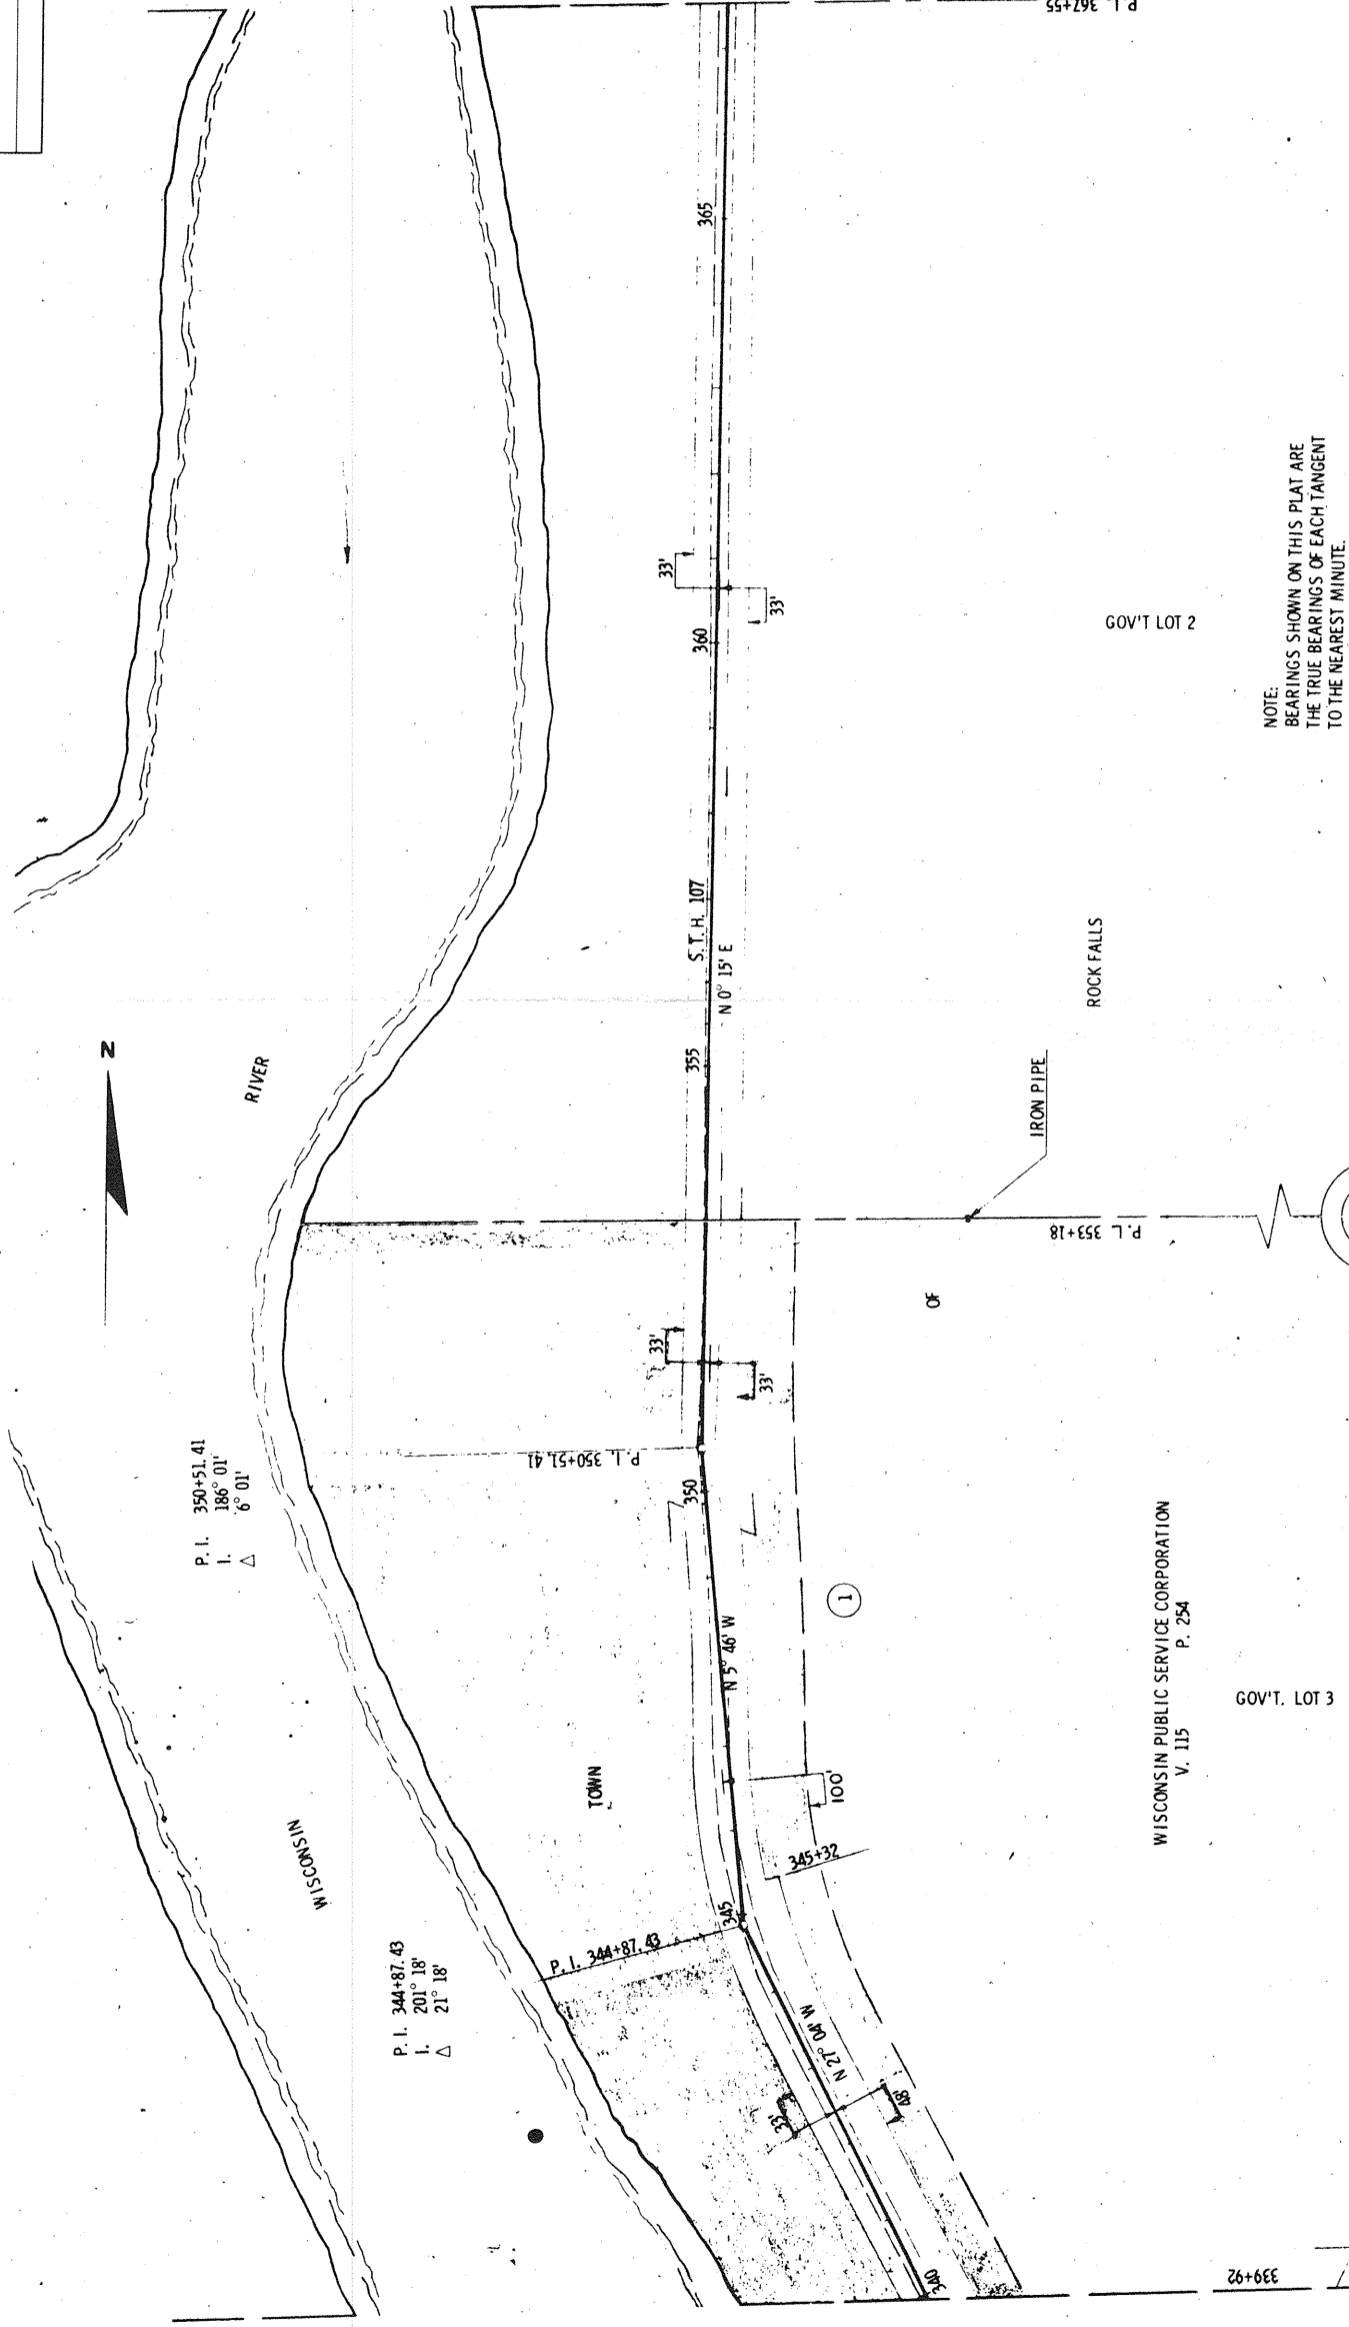 P. L. 367+55
365
33'
33'
360
GOV'T LOT 2
NOTE:
BEARINGS SHOWN ON THIS PLAT ARE
THE TRUE BEARINGS OF EACH TANGENT
TO THE NEAREST MINUTE.
S. T. H. 107
N 0° 15' E
ROCK FALLS
N
RIVER
355
IRON PIPE
P. L. 353+18
OF
33'
33'
P. I. 350+51.41
P. I. 350+51.41
I. 186° 01'
Δ 6° 01'
350
N 5° 46' W
1
WISCONSIN PUBLIC SERVICE CORPORATION
V. 115 P. 254
GOV'T. LOT 3
TOWN
100'
345+32
WISCONSIN
345
P. I. 344+87.43
P. I. 344+87.43
I. 201° 18'
Δ 21° 18'
N 27° 04' W
33'
48'
340
339+92